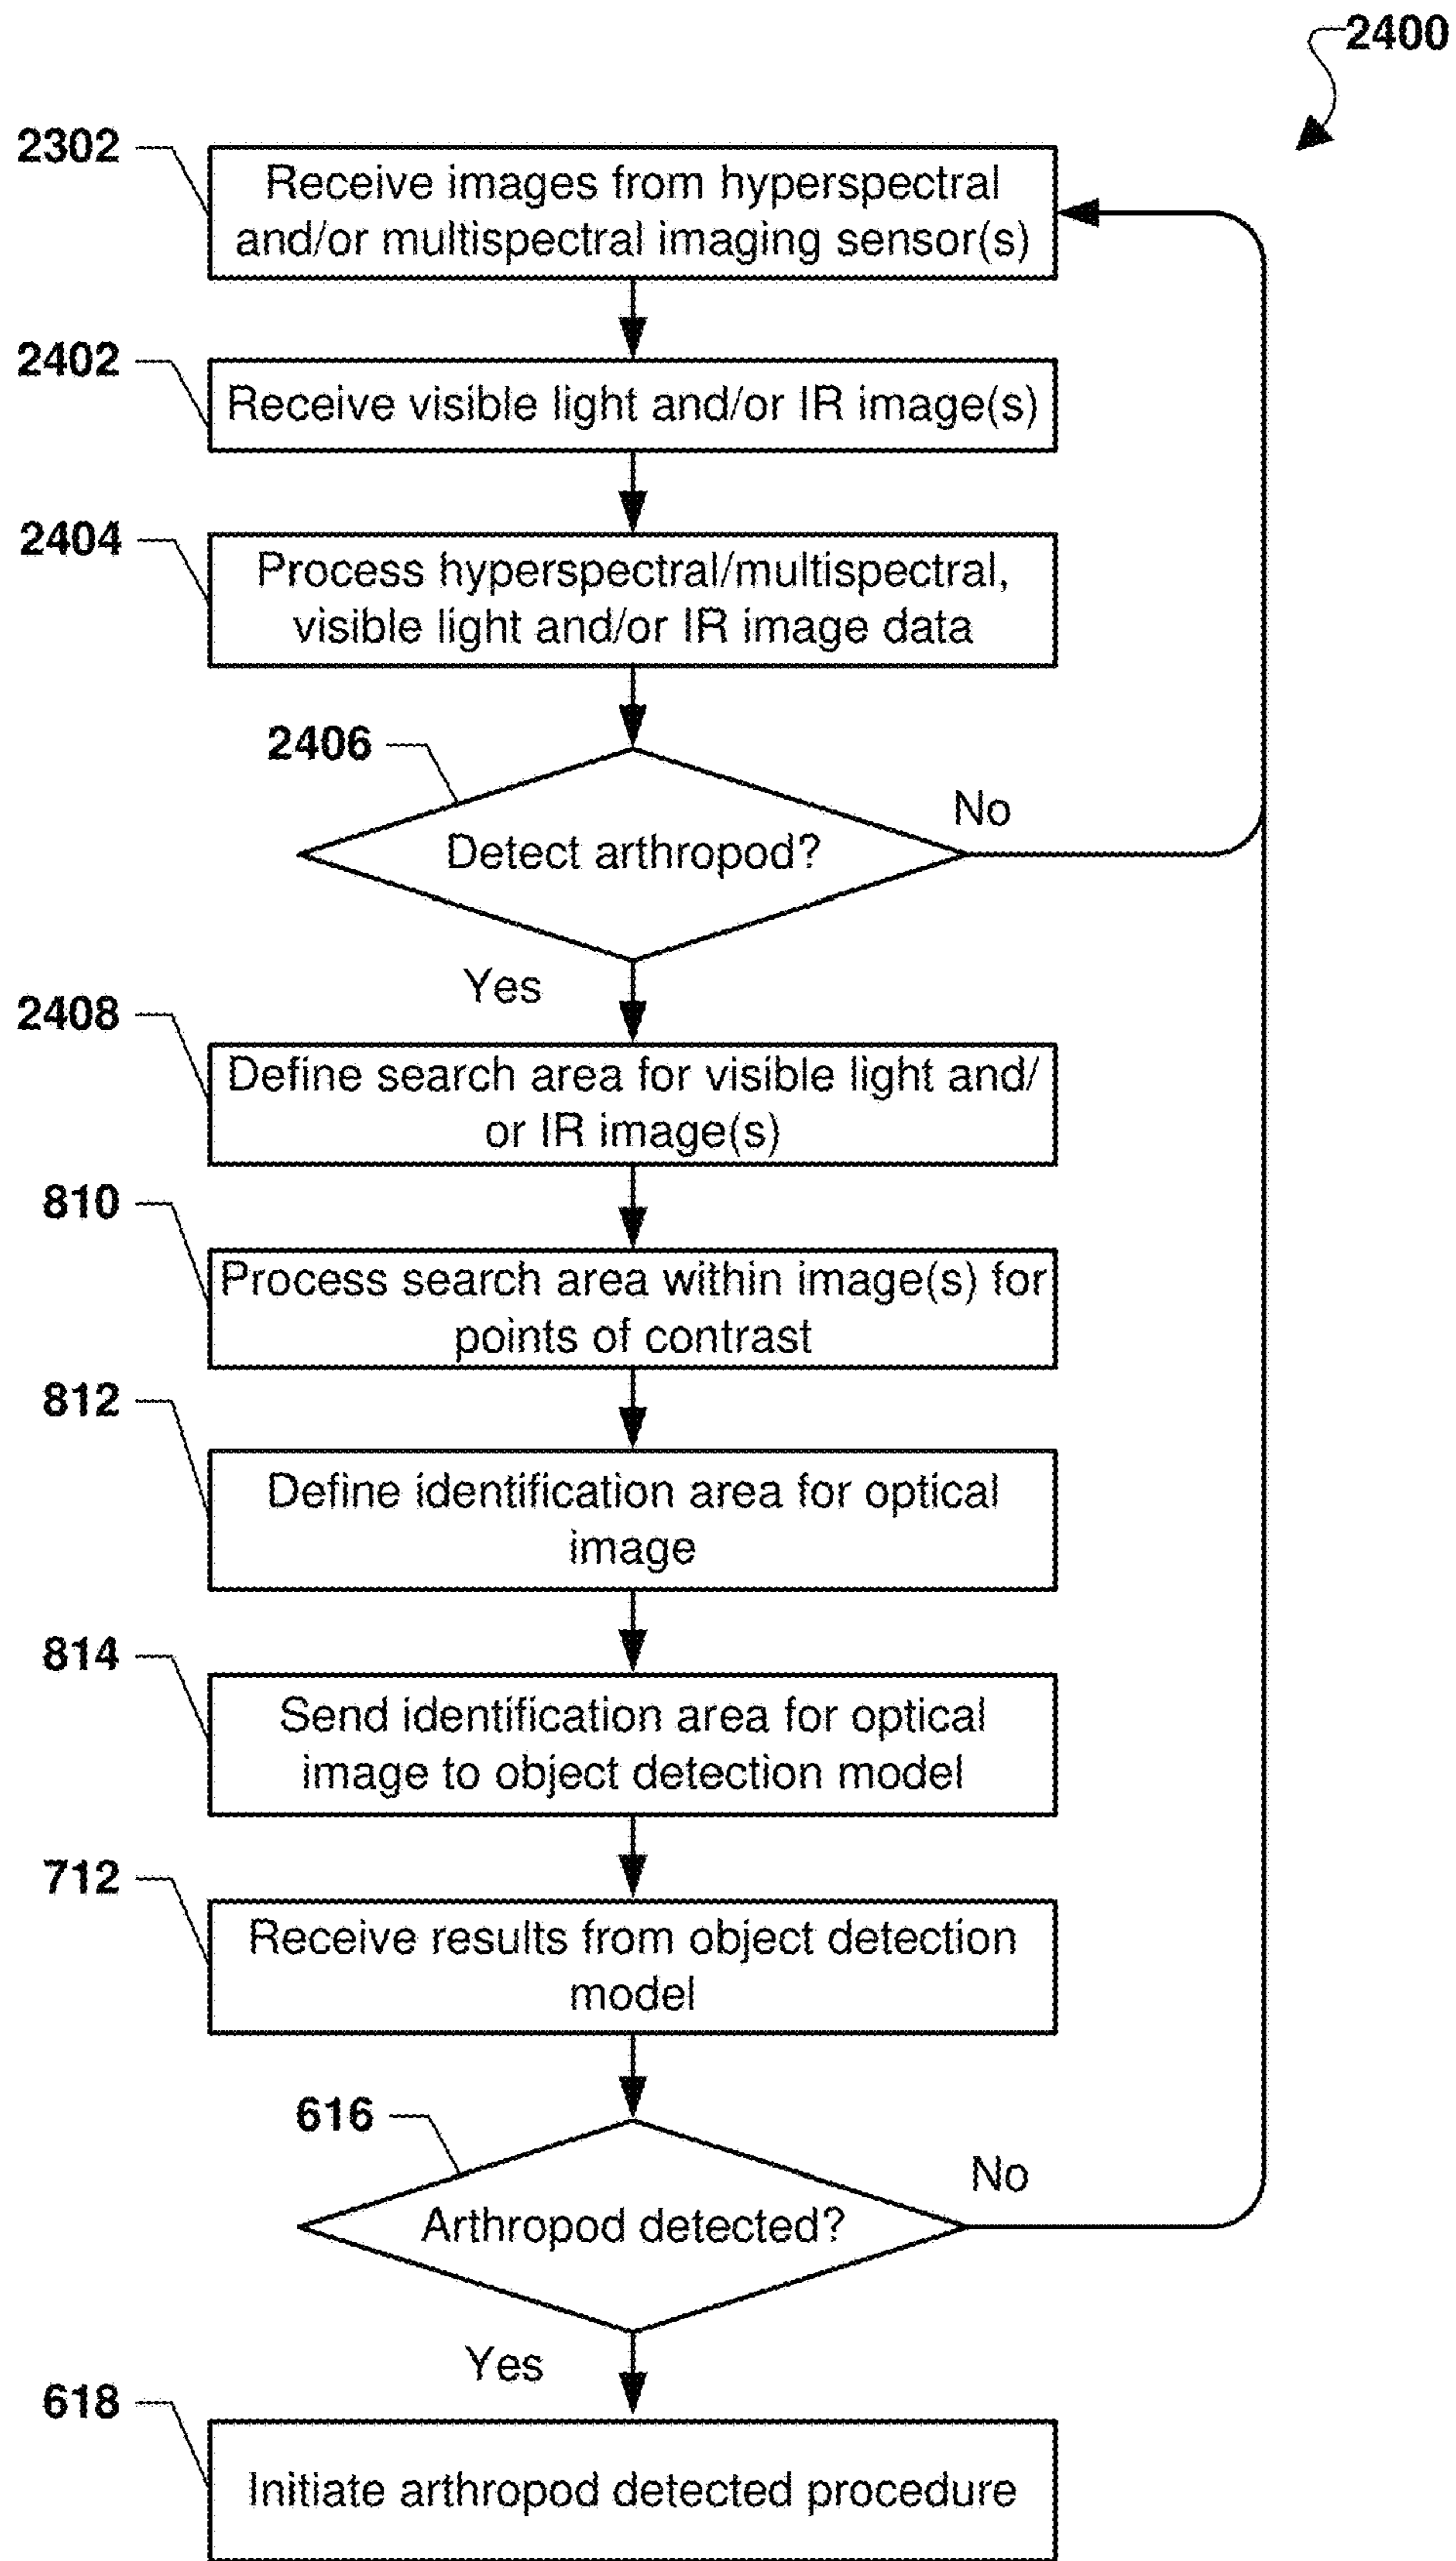 2400
2302
Receive images from hyperspectral
and/or multispectral imaging sensor(s)
2402
Receive visible light and/or IR image(s)
2404
Process hyperspectral/multispectral,
visible light and/or IR image data
2406
No
Detect arthropod?
Yes
2408
Define search area for visible light and/
or IR image(s)
810
Process search area within image(s) for
points of contrast
812
Define identification area for optical
image
814
Send identification area for optical
image to object detection model
712
Receive results from object detection
model
616
No
Arthropod detected?
Yes
618
Initiate arthropod detected procedure